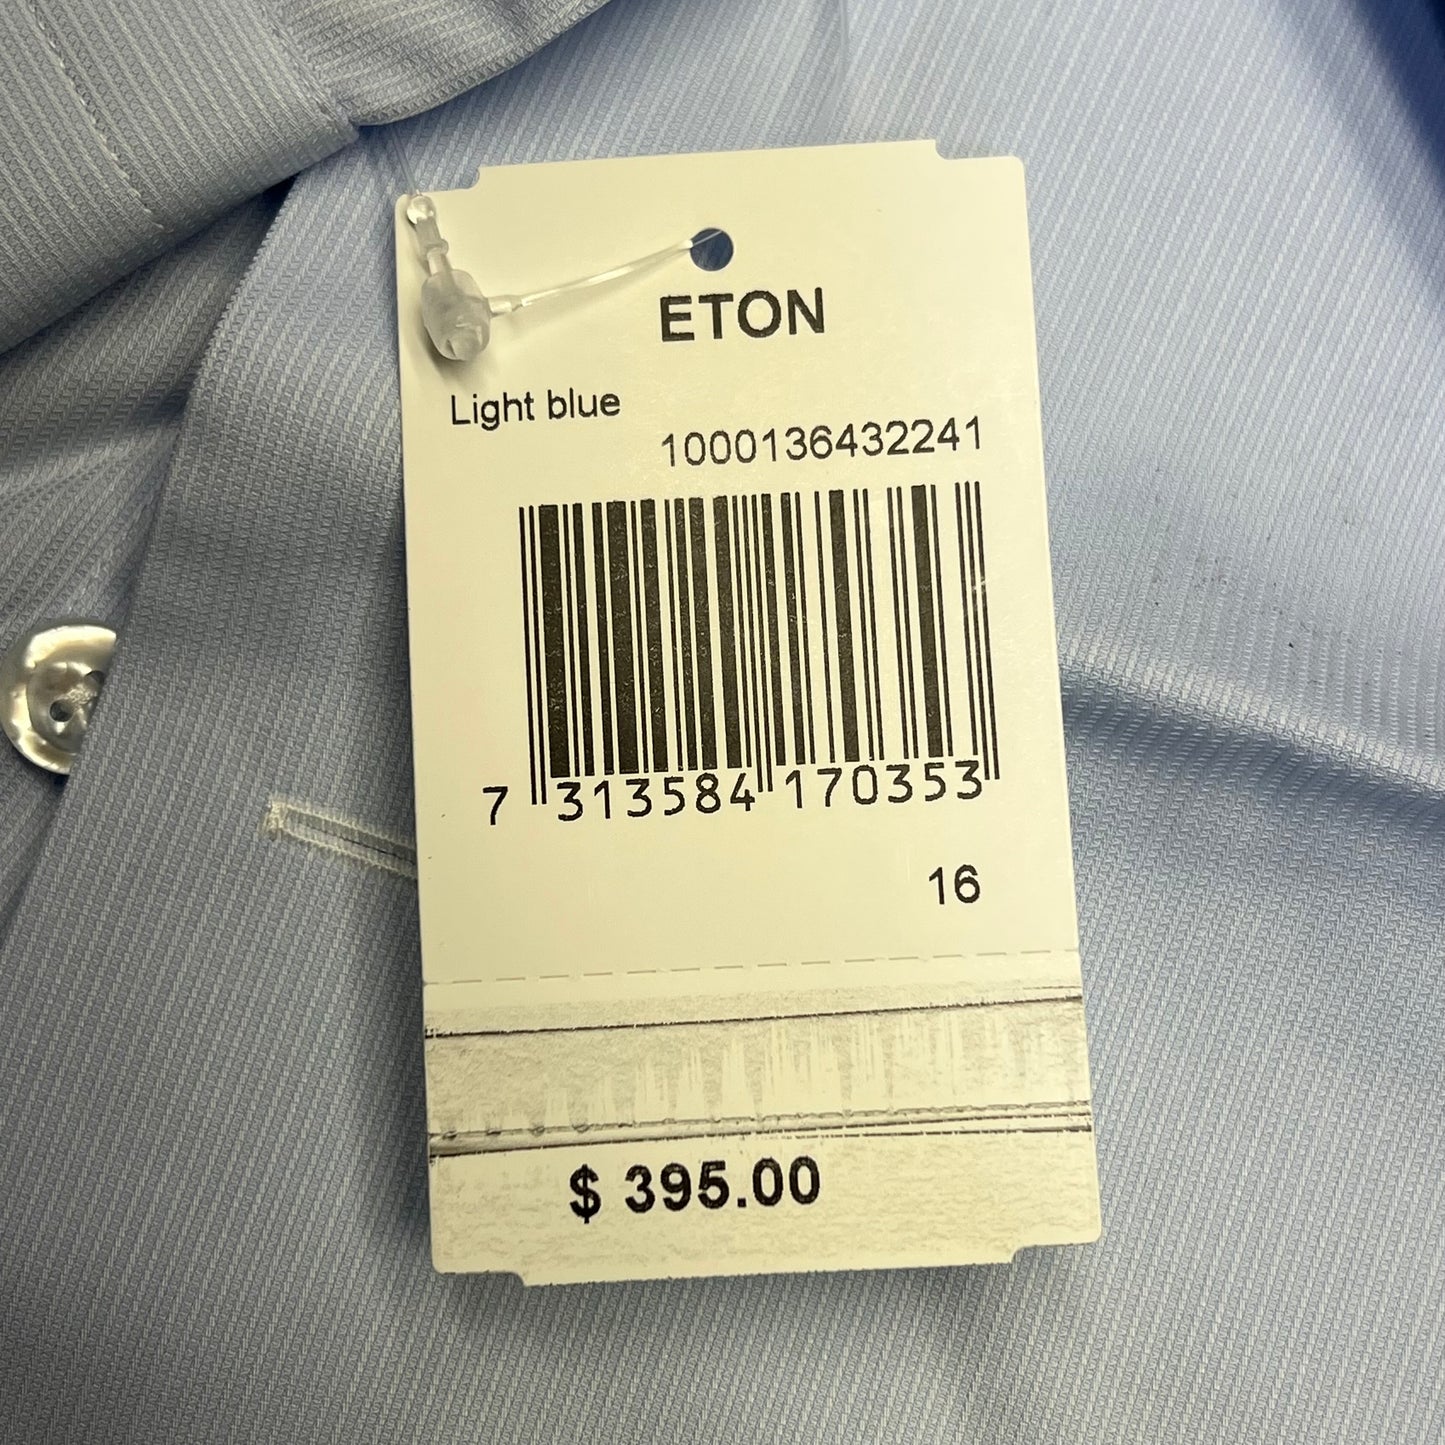 ETON
Light blue
1000136432241
7 313584 170353
16
$ 395.00